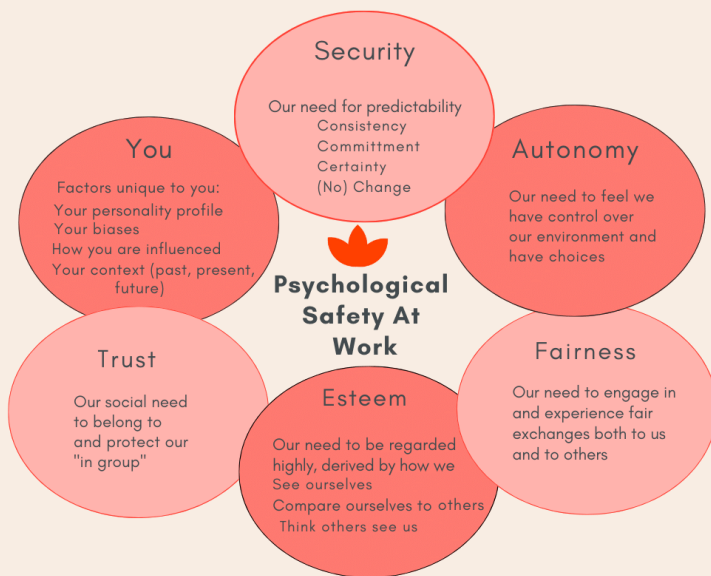 Security
Our need for predictability
Consistency
Committment
Certainty
(No) Change
Autonomy
Our need to feel we
have control over
our environment and
have choices
Fairness
Our need to engage in
and experience fair
exchanges both to us
and to others
Esteem
Our need to be regarded
highly, derived by how we
See ourselves
Compare ourselves to others
Think others see us
Trust
Our social need
to belong to
and protect our
"in group"
You
Factors unique to you:
Your personality profile
Your biases
How you are influenced
Your context (past, present,
future)
Psychological
Safety At
Work